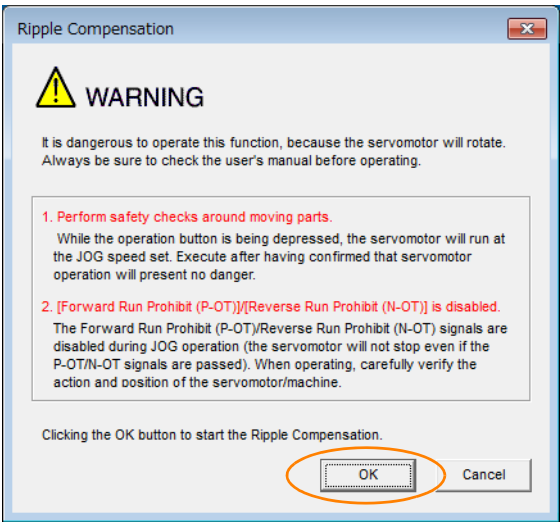 Ripple Compensation
WARNING
It is dangerous to operate this function, because the servomotor will rotate.
Always be sure to check the user's manual before operating.
1. Perform safety checks around moving parts.
While the operation button is being depressed, the servomotor will run at
the JOG speed set. Execute after having confirmed that servomotor
operation will present no danger.
2. [Forward Run Prohibit (P-OT)]/[Reverse Run Prohibit (N-OT)] is disabled.
The Forward Run Prohibit (P-OT)/Reverse Run Prohibit (N-OT) signals are
disabled during JOG operation (the servomotor will not stop even if the
P-OT/N-OT signals are passed). When operating, carefully verify the
action and position of the servomotor/machine.
Clicking the OK button to start the Ripple Compensation.
OK
Cancel